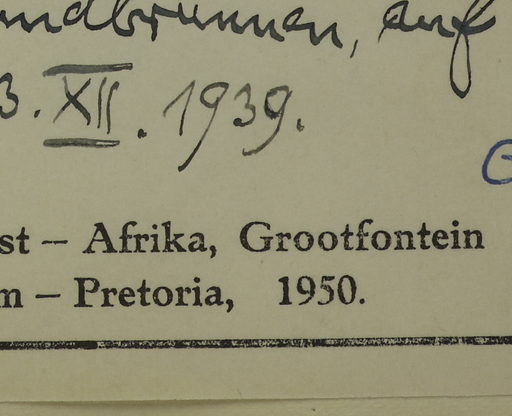 ndbrunnen, auf
3. XII. 1939.
st – Afrika, Grootfontein
m – Pretoria, 1950.